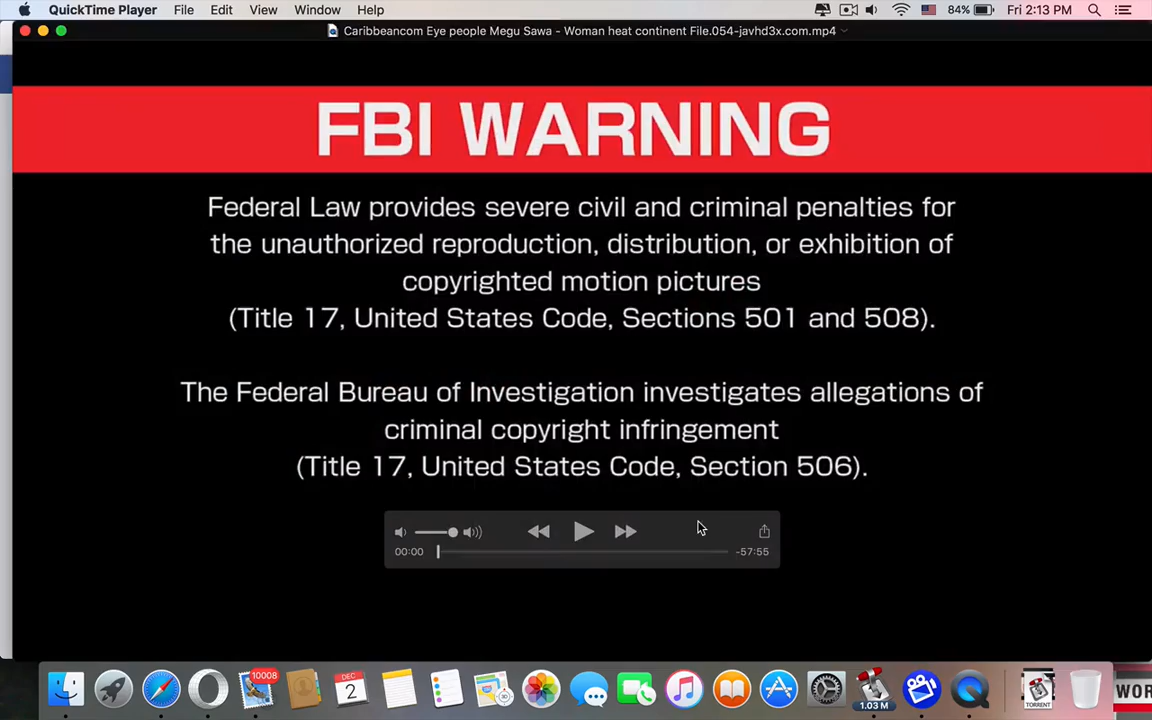 QuickTime Player File Edit View Window Help 84% Fri 2:13 PM
Caribbeancom Eye people Megu Sawa - Woman heat continent File.054-javhd3x.com.mp4
FBI WARNING
Federal Law provides severe civil and criminal penalties for
the unauthorized reproduction, distribution, or exhibition of
copyrighted motion pictures
(Title 17, United States Code, Sections 501 and 508).
The Federal Bureau of Investigation investigates allegations of
criminal copyright infringement
(Title 17, United States Code, Section 506).
00:00 -57:55
10008
DEC
2
1.03 M
TORRENT
WOR